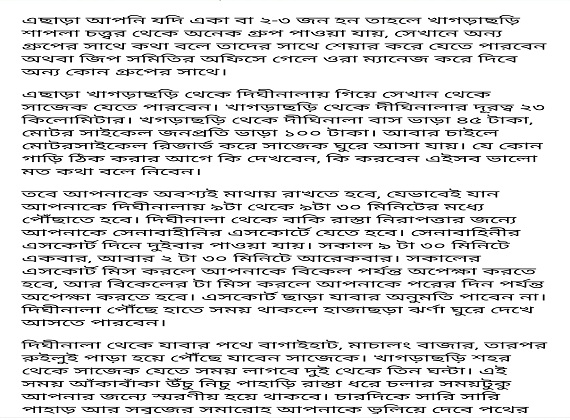 এছাড়া আপনি যদি একা বা ২-৩ জন হন তাহলে খাগড়াছড়ি
শাপলা চত্ত্বর থেকে অনেক গ্রুপ পাওয়া যায়, সেখানে অন্য
গ্রুপের সাথে কথা বলে তাদের সাথে শেয়ার করে যেতে পারবেন
অথবা জিপ সমিতির অফিসে গেলে ওরা ম্যানেজ করে দিবে
অন্য কোন গ্রুপের সাথে।
এছাড়া খাগড়াছড়ি থেকে দিঘীনালায় গিয়ে সেখান থেকে
সাজেক যেতে পারবেন। খাগড়াছড়ি থেকে দীঘিনালার দূরত্ব ২৩
কিলোমিটার। খগড়াছড়ি থেকে দীঘিনালা বাস ভাড়া ৪৫ টাকা,
মোটর সাইকেল জনপ্রতি ভাড়া ১০০ টাকা। আবার চাইলে
মোটরসাইকেল রিজার্ভ করে সাজেক ঘুরে আসা যায়। যে কোন
গাড়ি ঠিক করার আগে কি দেখবেন, কি করবেন এইসব ভালো
মত কথা বলে নিবেন।
তবে আপনাকে অবশ্যই মাথায় রাখতে হবে, যেভাবেই যান
আপনাকে দিঘীনালায় ৯টা থেকে ৯টা ৩০ মিনিটের মধ্যে
পৌঁছাতে হবে। দিঘীনালা থেকে বাকি রাস্তা নিরাপত্তার জন্যে
আপনাকে সেনাবাহীনির এসকোর্টে যেতে হবে। সেনাবাহিনীর
এসকোর্ট দিনে দুইবার পাওয়া যায়। সকাল ৯ টা ৩০ মিনিটে
একবার, আবার ২ টা ৩০ মিনিটে আরেকবার। সকালের
এসকোর্ট মিস করলে আপনাকে বিকেল পর্যন্ত অপেক্ষা করতে
হবে, আর বিকেলের টা মিস করলে আপনাকে পরের দিন পর্যন্ত
অপেক্ষা করতে হবে। এসকোর্ট ছাড়া যাবার অনুমতি পাবেন না।
দিঘীনালা পৌঁছে হাতে সময় থাকলে হাজাছড়া ঝর্ণা ঘুরে দেখে
আসতে পারবেন।
দিঘীনালা থেকে যাবার পথে বাগাইহাট, মাচালং বাজার, তারপর
রুইলুই পাড়া হয়ে পৌঁছে যাবেন সাজেকে। খাগড়াছড়ি শহর
থেকে সাজেক যেতে সময় লাগবে দুই থেকে তিন ঘন্টা। এই
সময় আঁকাবাঁকা উঁচু নিচু পাহাড়ি রাস্তা ধরে চলার সময়টুকু
আপনার জন্যে স্মরণীয় হয়ে থাকবে। চারদিকে সারি সারি
পাহাড় আর সবুজের সমারোহ আপনাকে ভুলিয়ে দেবে পথের